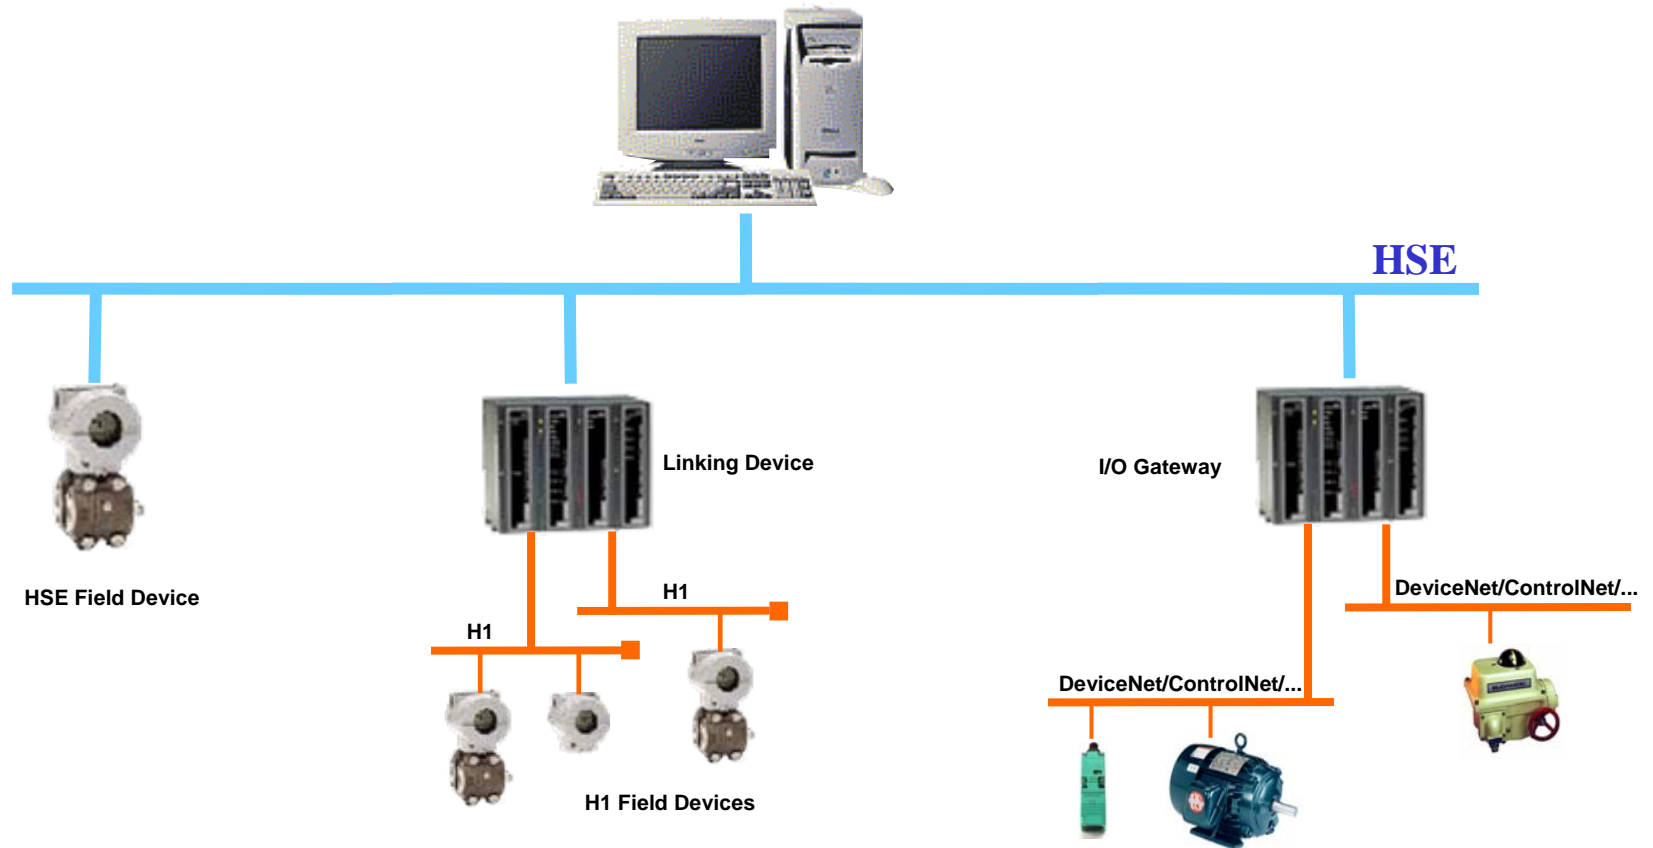 HSE
Linking Device
I/O Gateway
HSE Field Device
H1
DeviceNet/ControlNet/...
H1
DeviceNet/ControlNet/...
H1 Field Devices